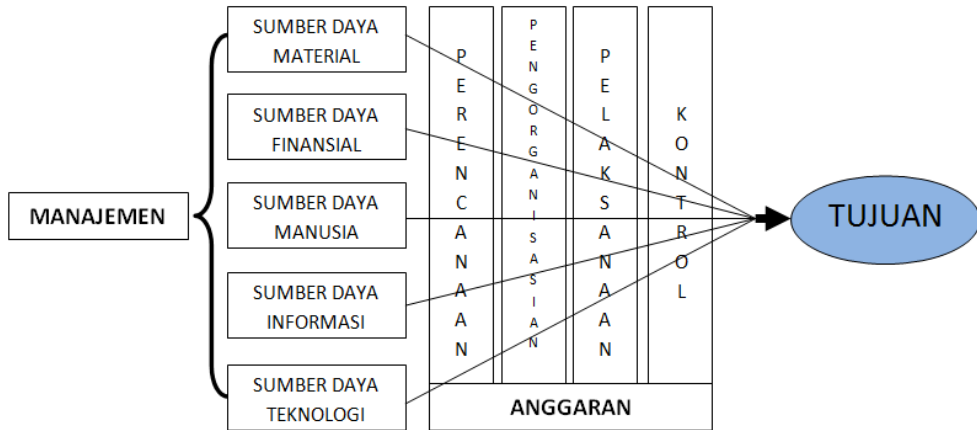 MANAJEMEN
SUMBER DAYA
MATERIAL
SUMBER DAYA
FINANSIAL
SUMBER DAYA
MANUSIA
SUMBER DAYA
INFORMASI
SUMBER DAYA
TEKNOLOGI
PERENCANAAN
PENGORGANISASIAN
PELAKSANAAN
KONTROL
ANGGARAN
TUJUAN